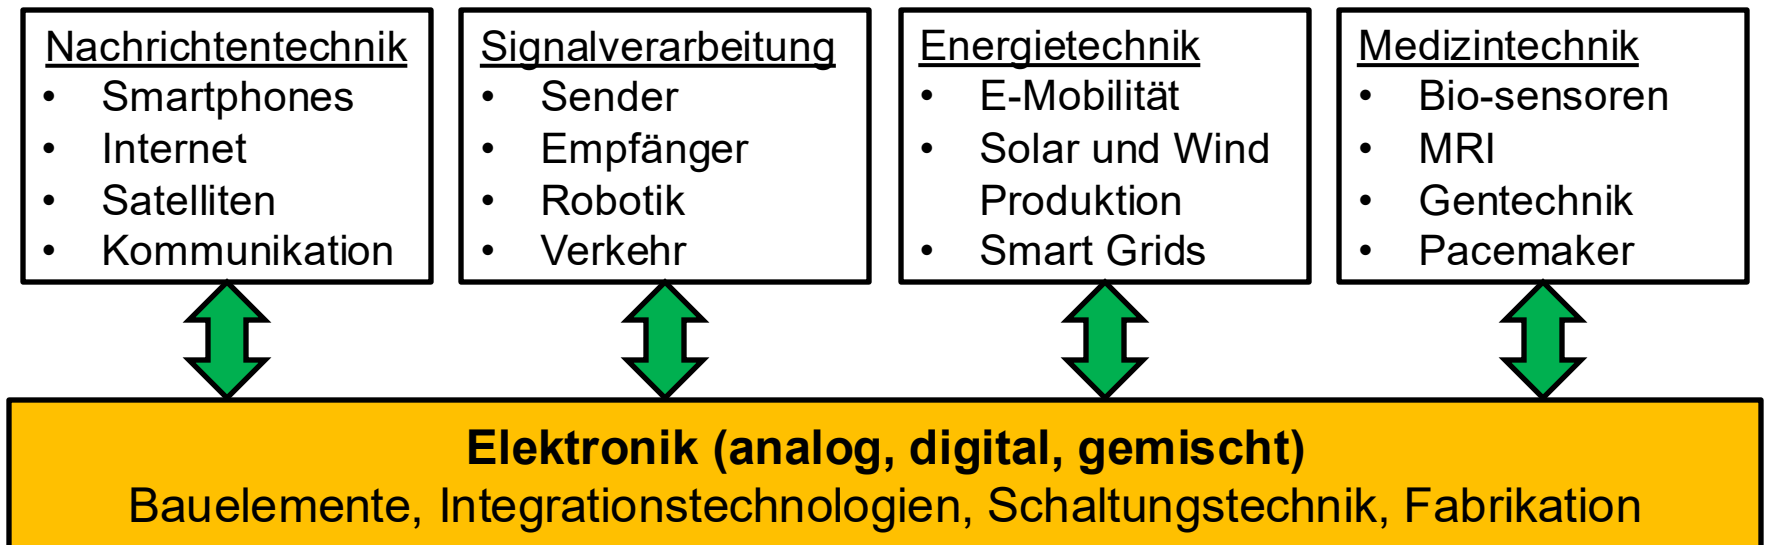 Nachrichtentechnik
• Smartphones
• Internet
• Satelliten
• Kommunikation
Signalverarbeitung
• Sender
• Empfänger
• Robotik
• Verkehr
Energietechnik
• E-Mobilität
• Solar und Wind
Produktion
• Smart Grids
Medizintechnik
• Bio-sensoren
• MRI
• Gentechnik
• Pacemaker
Elektronik (analog, digital, gemischt)
Bauelemente, Integrationstechnologien, Schaltungstechnik, Fabrikation